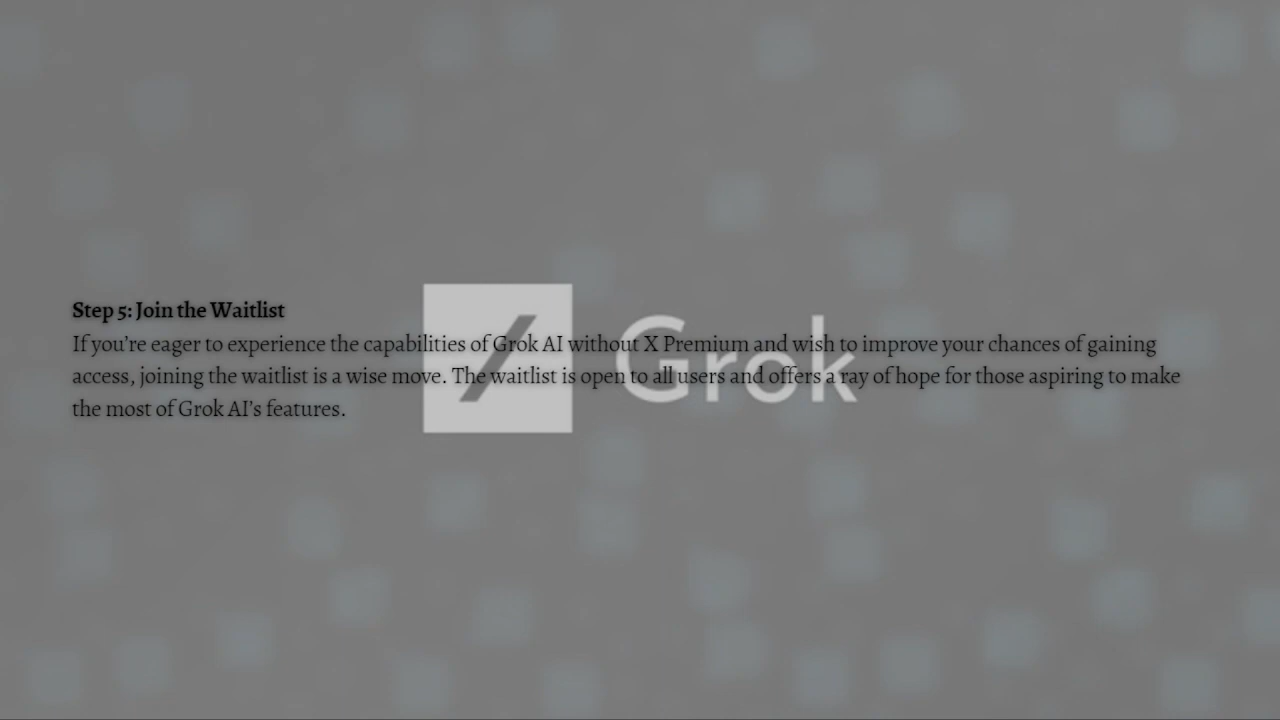 Step 5: Join the Waitlist
If you’re eager to experience the capabilities of Grok AI without X Premium and wish to improve your chances of gaining
access, joining the waitlist is a wise move. The waitlist is open to all users and offers a ray of hope for those aspiring to make
the most of Grok AI’s features.
Grok